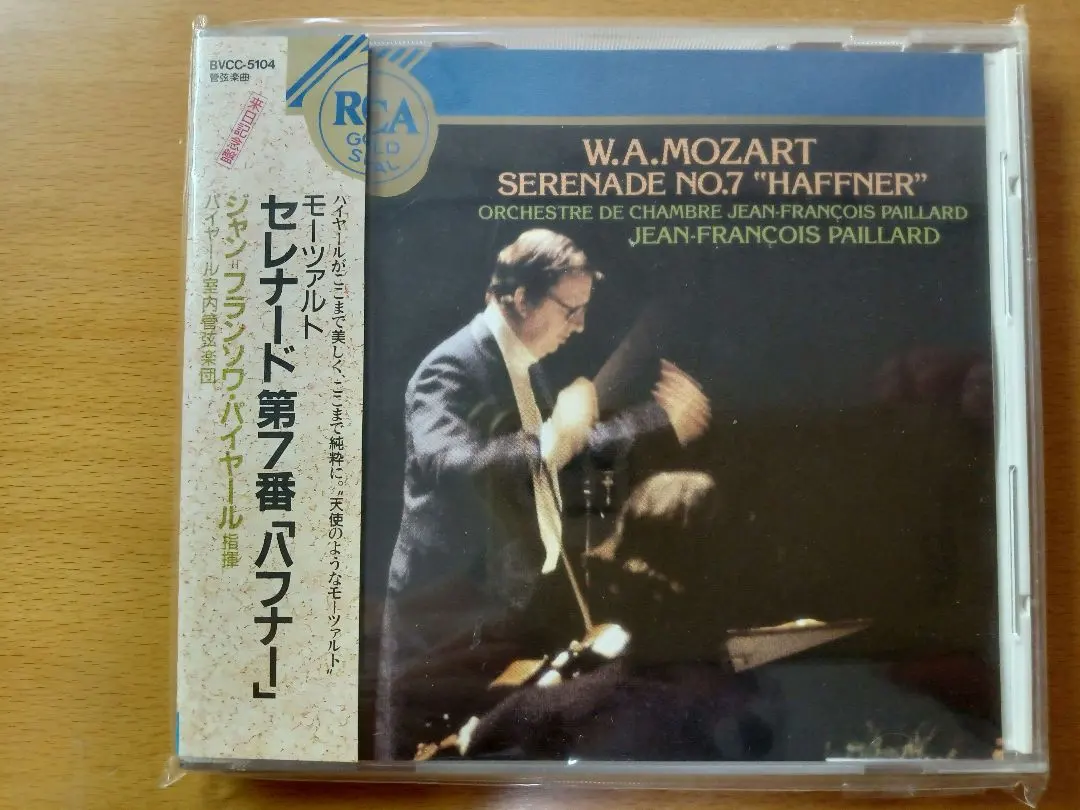 BVCC-5104
管弦楽曲
来日記念盤
RCA
GOLD
SEAL
パイヤールがここまで美しく、ここまで純粋に。“天使のようなモーツァルト”
モーツァルト
セレナード第7番「ハフナー」
ジャン=フランソワ・パイヤール指揮
パイヤール室内管弦楽団
W.A.MOZART
SERENADE NO.7 “HAFFNER”
ORCHESTRE DE CHAMBRE JEAN-FRANÇOIS PAILLARD
JEAN-FRANÇOIS PAILLARD